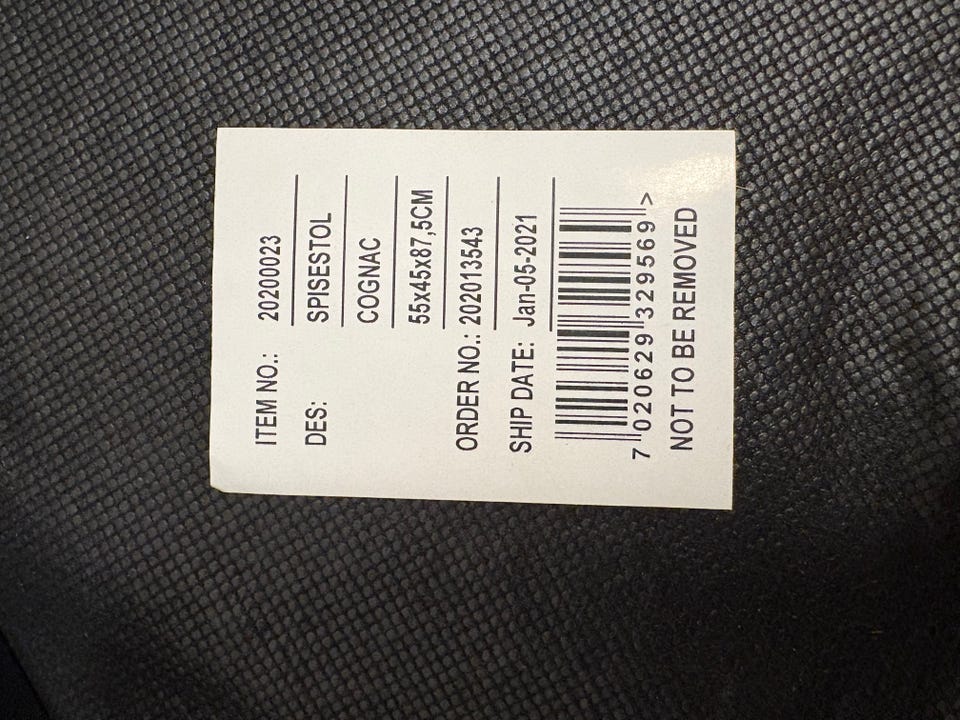 ITEM NO.: 20200023
DES: SPISESTOL
COGNAC
55x45x87,5CM
ORDER NO.: 202013543
SHIP DATE: Jan-05-2021
7 020629 329569 >
NOT TO BE REMOVED